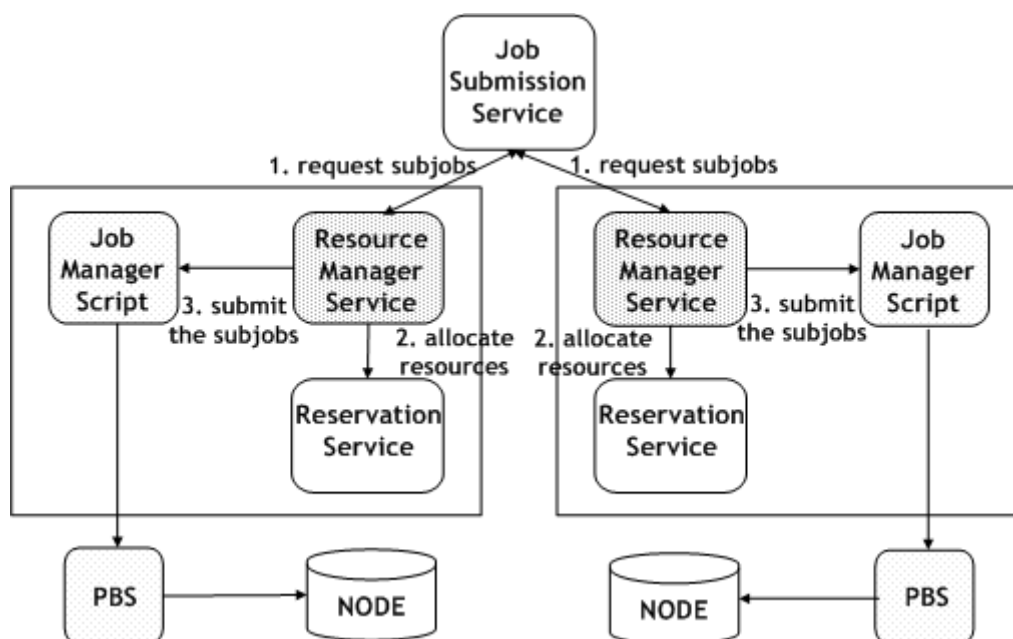 Job
Submission
Service
1. request subjobs
1. request subjobs
Job
Manager
Script
Resource
Manager
Service
3. submit
the subjobs
2. allocate
resources
Reservation
Service
PBS
NODE
Resource
Manager
Service
Job
Manager
Script
3. submit
the subjobs
2. allocate
resources
Reservation
Service
NODE
PBS